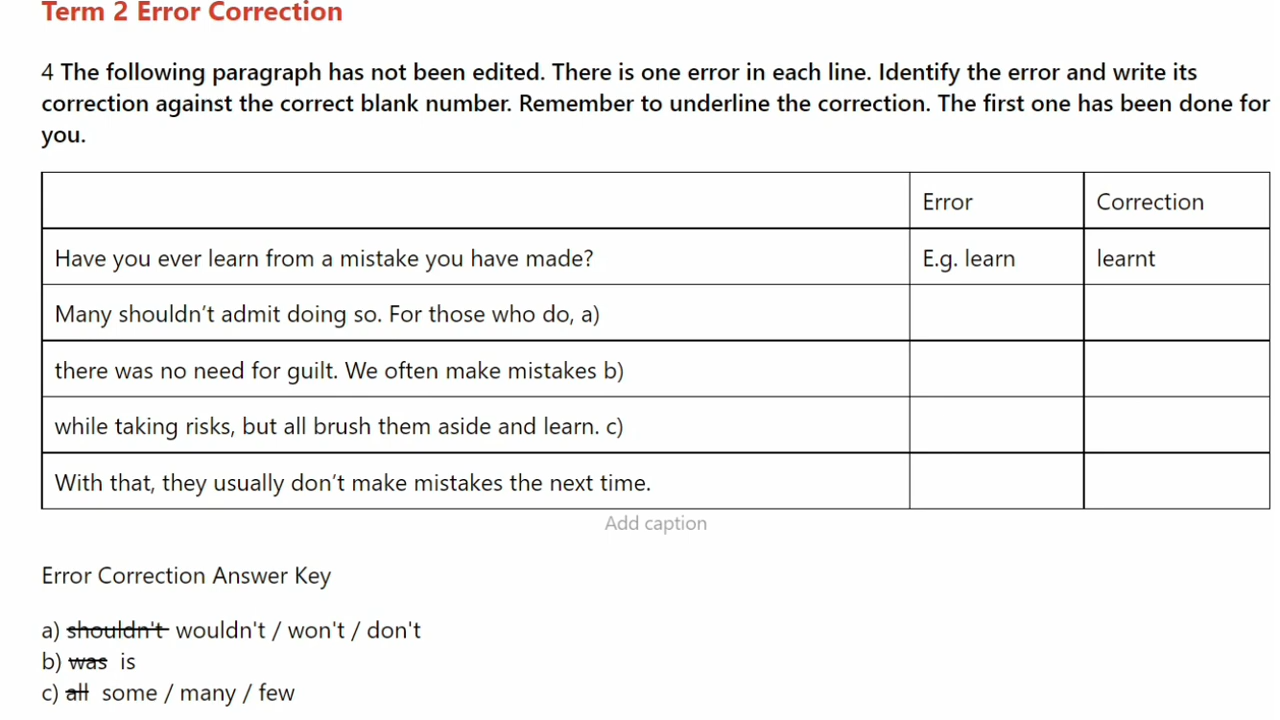 Term 2 Error Correction
4 The following paragraph has not been edited. There is one error in each line. Identify the error and write its
correction against the correct blank number. Remember to underline the correction. The first one has been done for
you.
Error Correction
Have you ever learn from a mistake you have made? E.g. learn learnt
Many shouldn’t admit doing so. For those who do, a)
there was no need for guilt. We often make mistakes b)
while taking risks, but all brush them aside and learn. c)
With that, they usually don’t make mistakes the next time.
Add caption
Error Correction Answer Key
a) shouldn't wouldn't / won't / don't
b) was is
c) all some / many / few